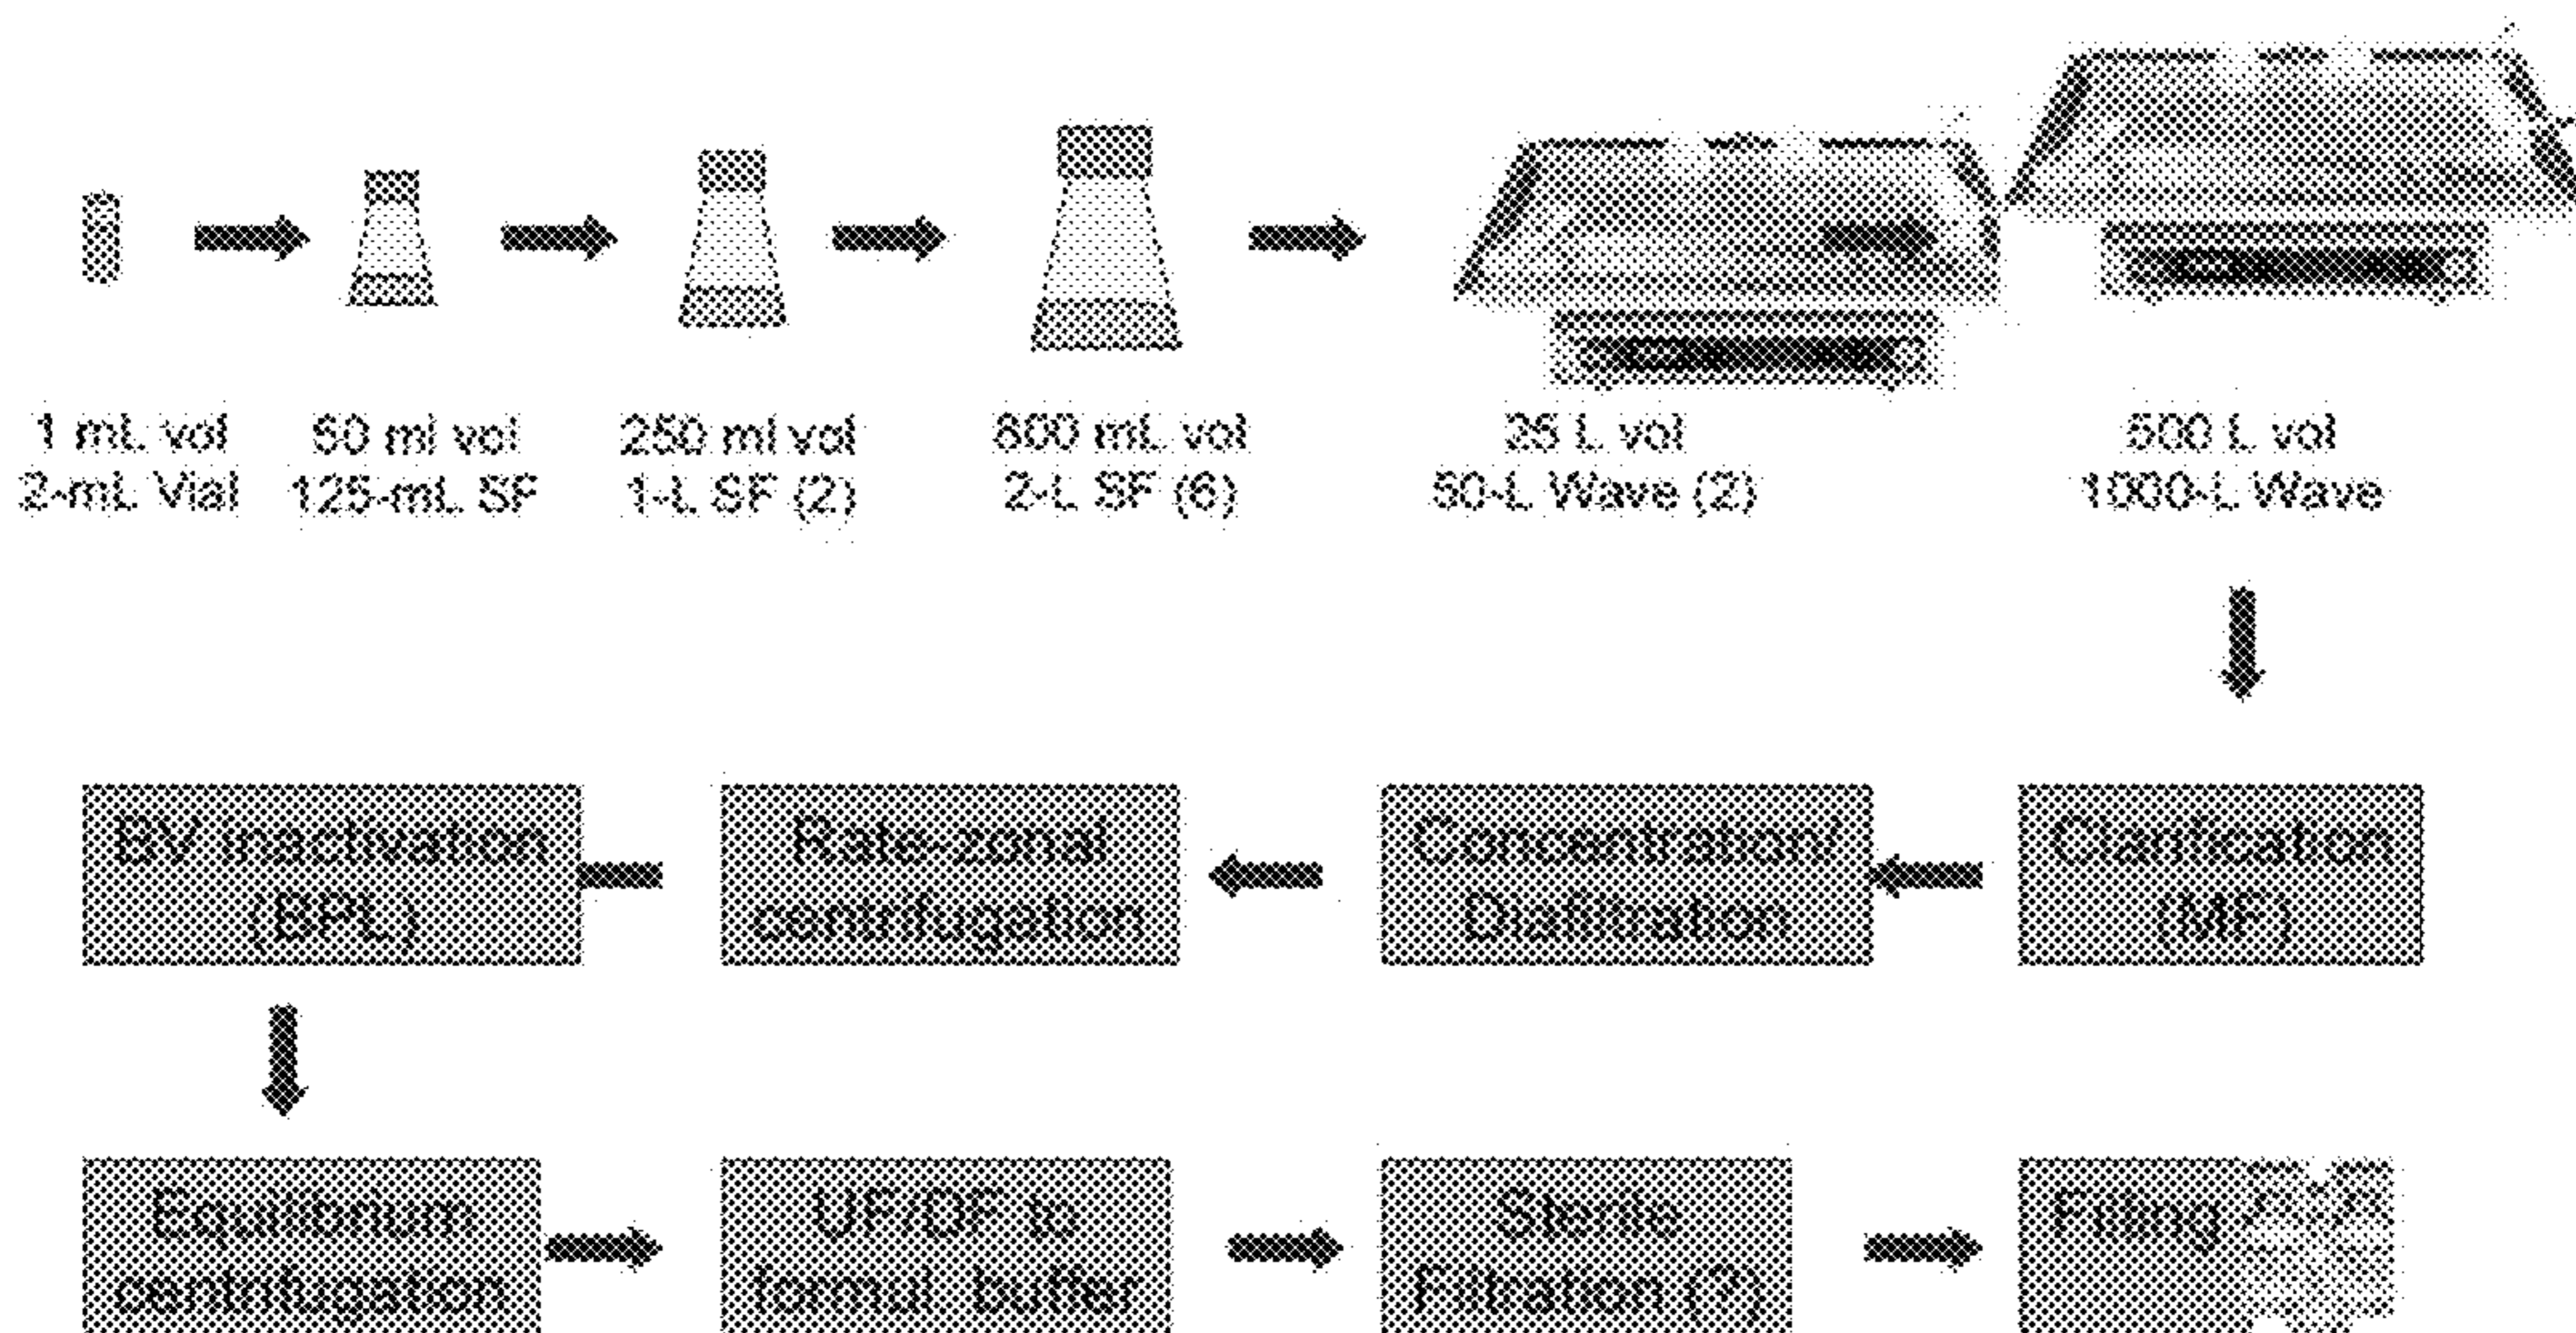 1 mL vol
2-mL Vial
50 ml vol
125-mL SF
250 ml vol
1-L SF (2)
800 mL vol
2-L SF (6)
25 L vol
50-L Wave (2)
500 L vol
1000-L Wave
BV inactivation
(BPL)
Rate-zonal
centrifugation
Concentration/
Diafiltration
Clarification
(MF)
Equilibrium
centrifugation
UF/DF to
formul. buffer
Sterile
Filtration (?)
Filling